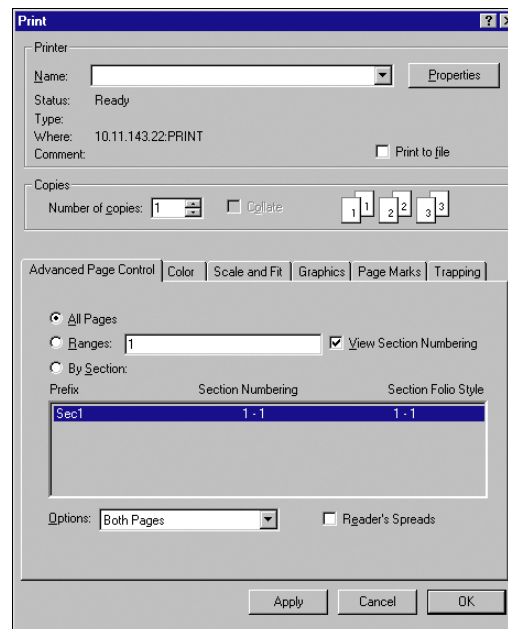 Print
Printer
Name: Properties
Status: Ready
Type:
Where: 10.11.143.22:PRINT
Comment: Print to file
Copies
Number of copies: 1 Collate 1 1 2 2 3 3
Advanced Page Control Color Scale and Fit Graphics Page Marks Trapping
All Pages
Ranges: 1 View Section Numbering
By Section:
Prefix Section Numbering Section Folio Style
Sec1 1 - 1 1 - 1
Options: Both Pages Reader's Spreads
Apply Cancel OK